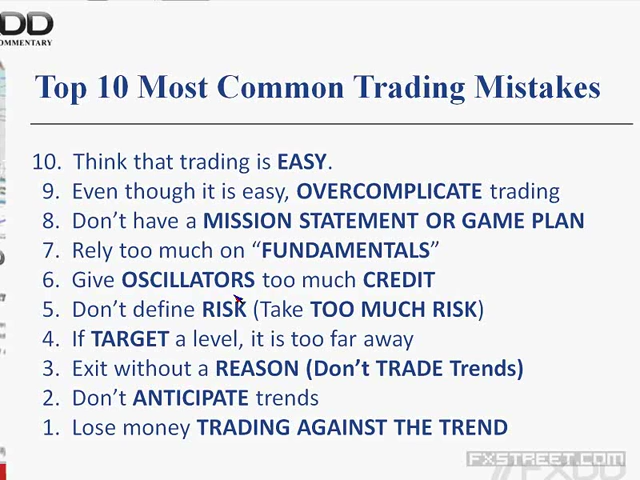 DD
OMMENTARY
Top 10 Most Common Trading Mistakes
10. Think that trading is EASY.
9. Even though it is easy, OVERCOMPLICATE trading
8. Don’t have a MISSION STATEMENT OR GAME PLAN
7. Rely too much on “FUNDAMENTALS”
6. Give OSCILLATORS too much CREDIT
5. Don’t define RISK (Take TOO MUCH RISK)
4. If TARGET a level, it is too far away
3. Exit without a REASON (Don’t TRADE Trends)
2. Don’t ANTICIPATE trends
1. Lose money TRADING AGAINST THE TREND
FXSTREET.COM
FXDD